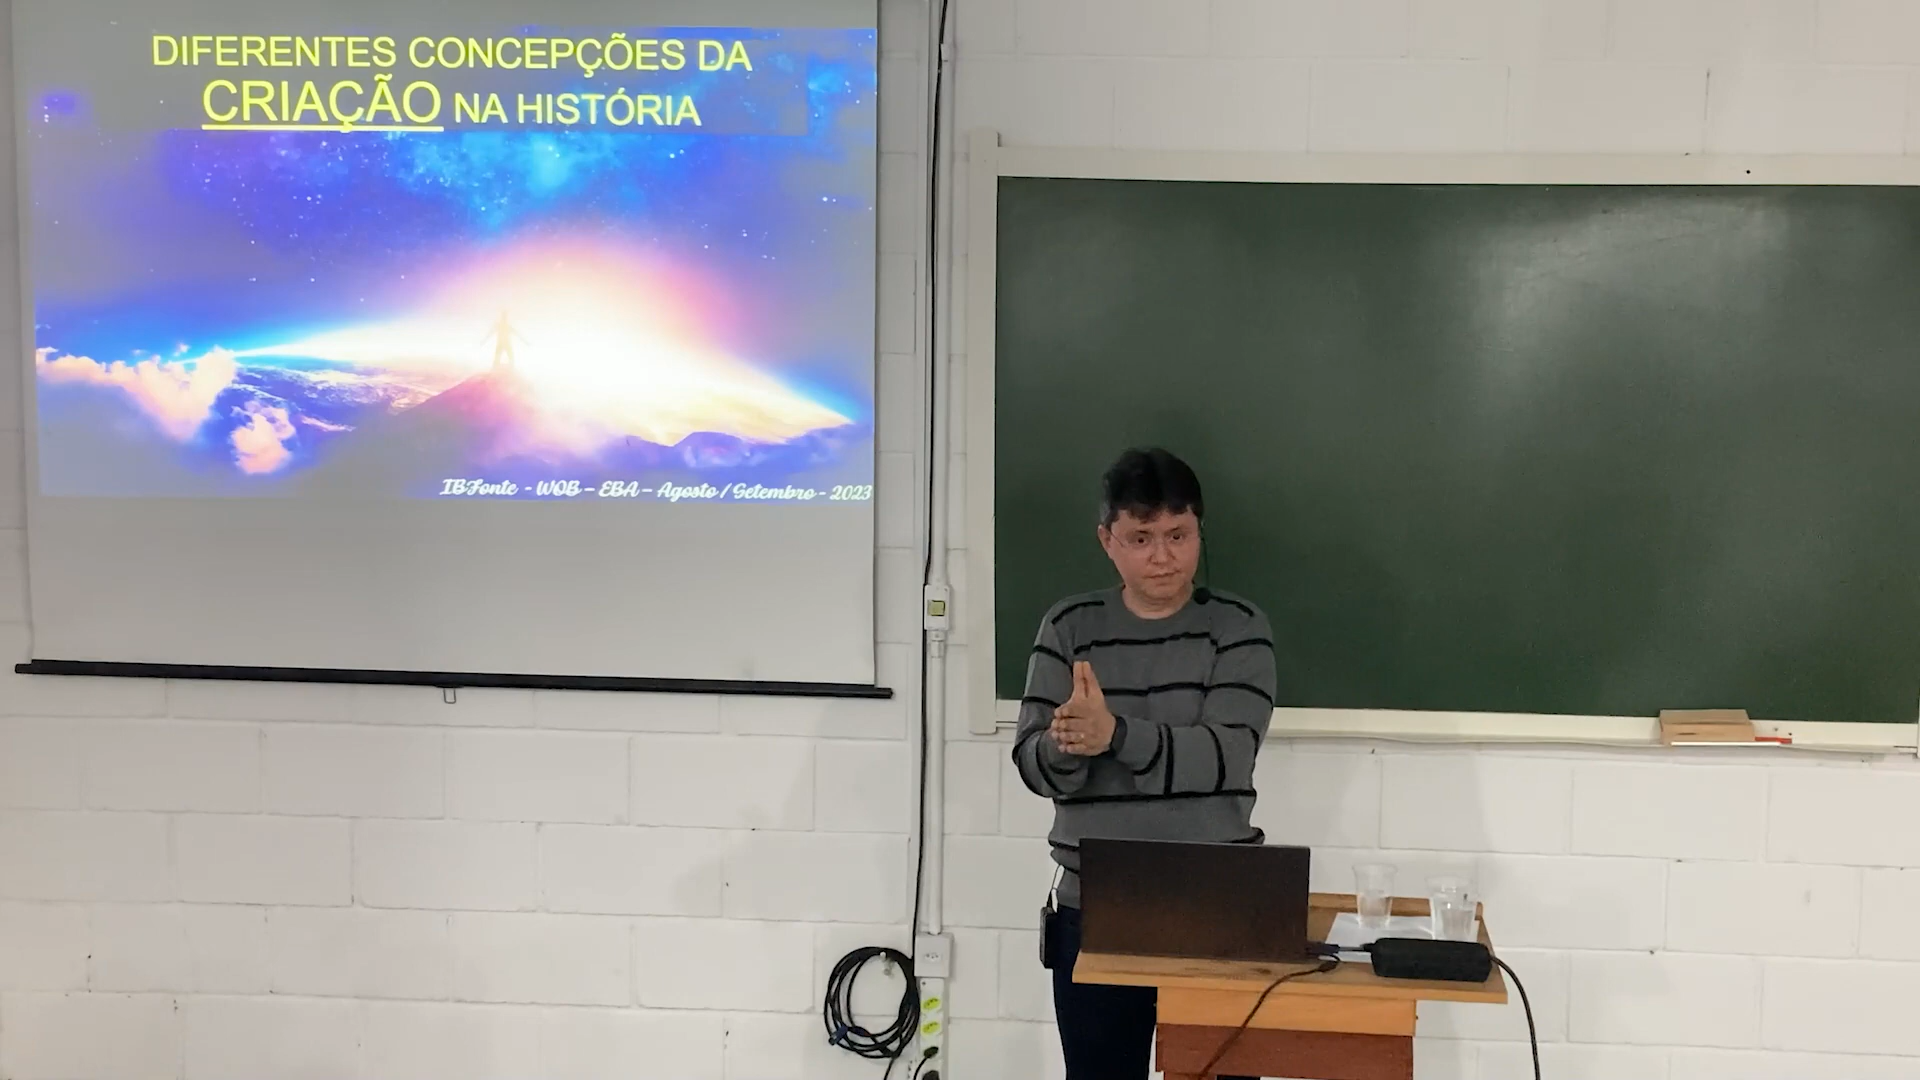 DIFERENTES CONCEPÇÕES DA
CRIAÇÃO NA HISTÓRIA
IBFonte - WOB - EBA - Agosto / Setembro - 2023